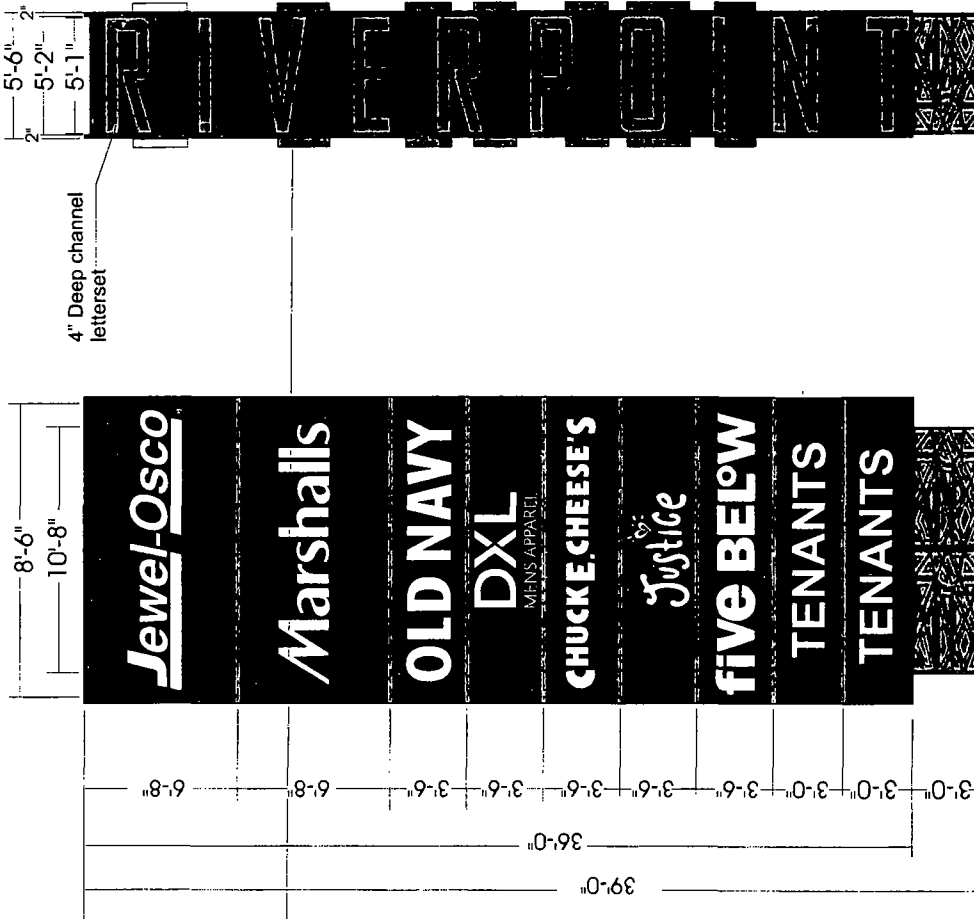 2"
5'-6"
5'-2"
5'-1"
2"
RIVERPOINT
4" Deep channel
letterset
8'-6"
10'-8"
Jewel-Osco
Marshalls
OLD NAVY
DXL
MENS APPAREL
CHUCK E. CHEESE'S
Justice
five BEL°W
TENANTS
TENANTS
6'-8"
6'-8"
3'-6"
3'-6"
3'-6"
3'-6"
3'-6"
3'-0"
3'-0"
3'-0"
36'-0"
39'-0"